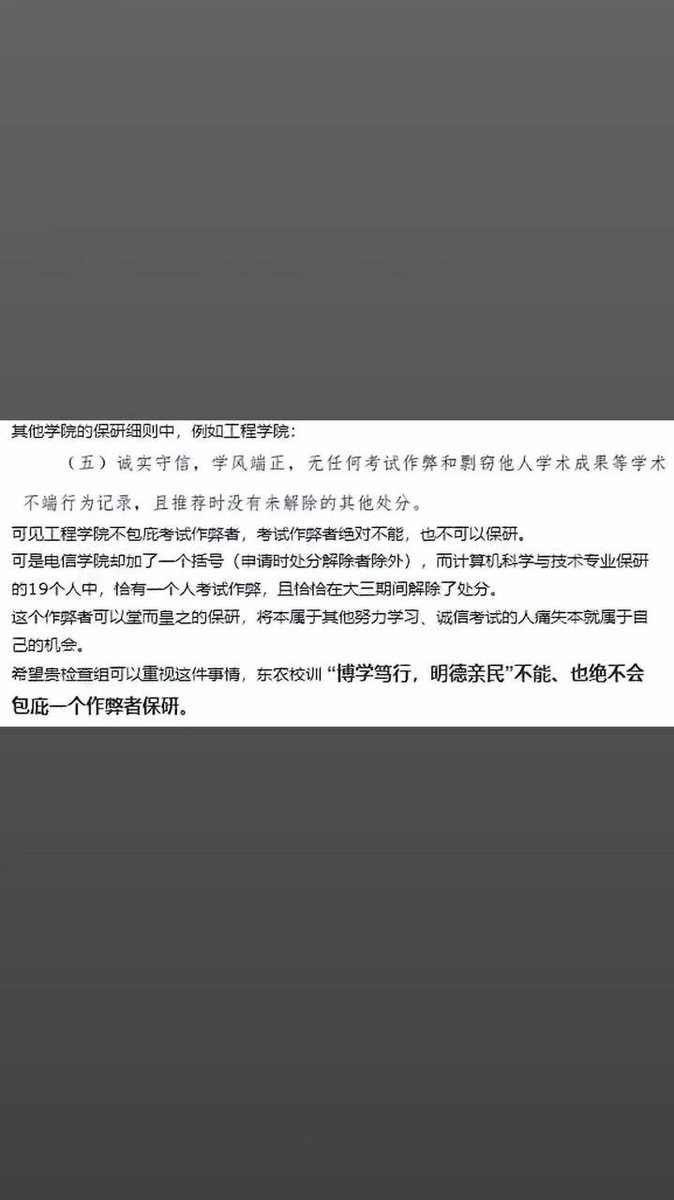 其他学院的保研细则中，例如工程学院：
（五）诚实守信，学风端正，无任何考试作弊和剽窃他人学术成果等学术
不端行为记录，且推荐时没有未解除的其他处分。
可见工程学院不包庇考试作弊者，考试作弊者绝对不能，也不可以保研。
可是电信学院却加了一个括号（申请时处分解除者除外），而计算机科学与技术专业保研
的19个人中，恰有一个人考试作弊，且恰恰在大三期间解除了处分。
这个作弊者可以堂而皇之的保研，将本属于其他努力学习、诚信考试的人痛失本就属于自
己的机会。
希望贵检查组可以重视这件事情，东农校训 “博学笃行，明德亲民”不能、也绝不会
包庇一个作弊者保研。